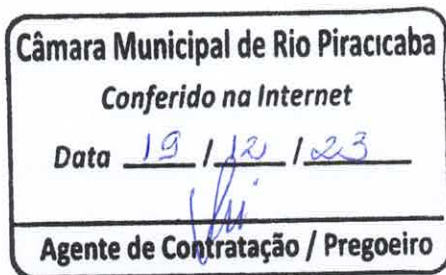 Câmara Municipal de Rio Piracicaba
Conferido na Internet
Data 19 / 12 / 23
Agente de Contratação / Pregoeiro